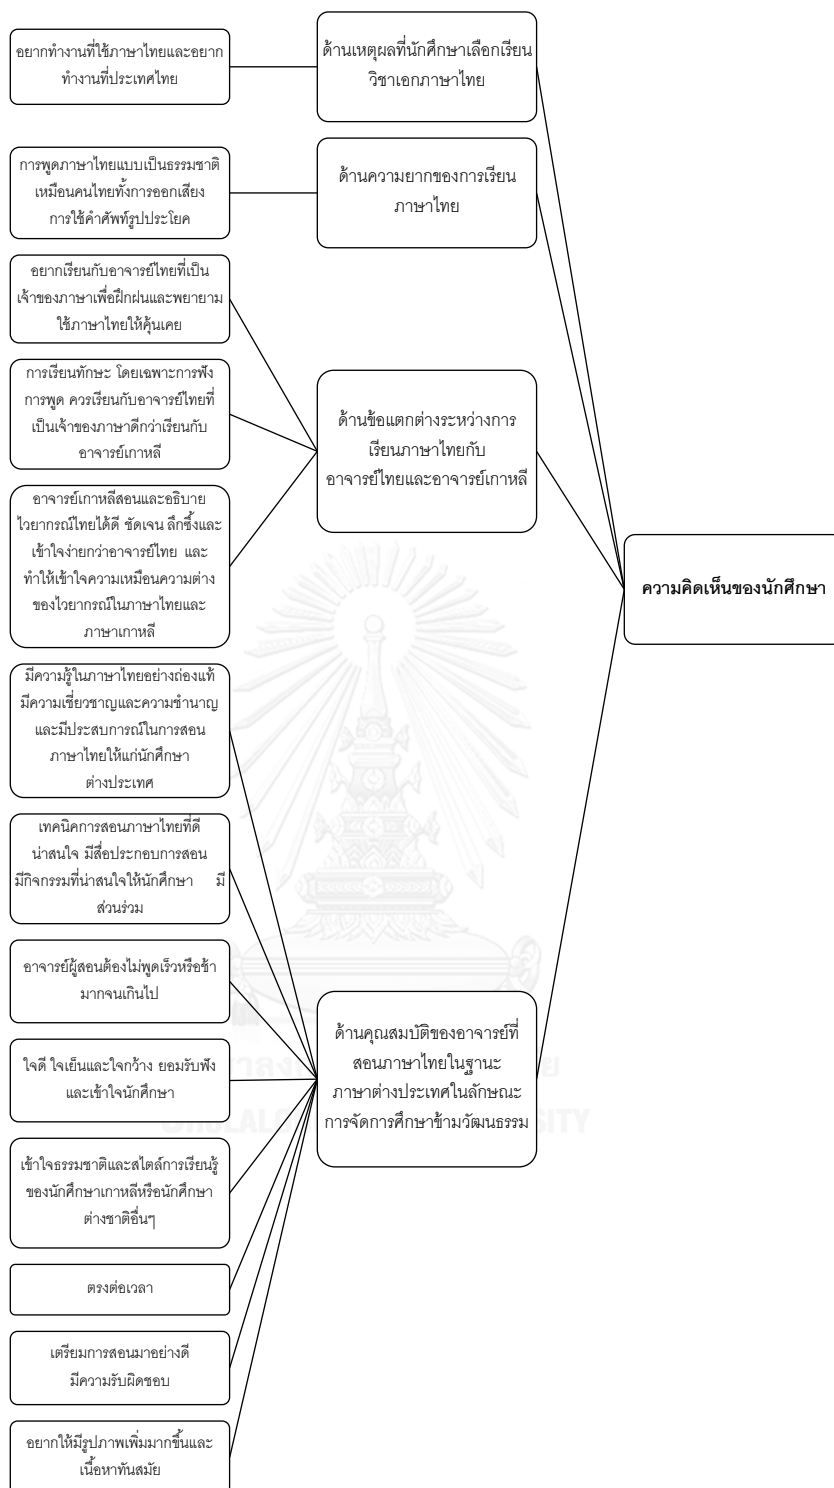 อยากทำงานที่ใช้ภาษาไทยและอยาก
ทำงานที่ประเทศไทย
ด้านเหตุผลที่นักศึกษาเลือกเรียน
วิชาเอกภาษาไทย
การพูดภาษาไทยแบบเป็นธรรมชาติ
เหมือนคนไทยทั้งการออกเสียง
การใช้คำศัพท์รูปประโยค
ด้านความยากของการเรียน
ภาษาไทย
อยากเรียนกับอาจารย์ไทยที่เป็น
เจ้าของภาษาเพื่อฝึกฝนและพยายาม
ใช้ภาษาไทยให้คุ้นเคย
การเรียนทักษะ โดยเฉพาะการฟัง
การพูด ควรเรียนกับอาจารย์ไทยที่
เป็นเจ้าของภาษาดีกว่าเรียนกับ
อาจารย์เกาหลี
อาจารย์เกาหลีสอนและอธิบาย
ไวยากรณ์ไทยได้ดี ชัดเจน ลึกซึ้งและ
เข้าใจง่ายกว่าอาจารย์ไทย และ
ทำให้เข้าใจความเหมือนความต่าง
ของไวยากรณ์ในภาษาไทยและ
ภาษาเกาหลี
ด้านข้อแตกต่างระหว่างการ
เรียนภาษาไทยกับ
อาจารย์ไทยและอาจารย์เกาหลี
ความคิดเห็นของนักศึกษา
มีความรู้ในภาษาไทยอย่างถ่องแท้
มีความเชี่ยวชาญและความชำนาญ
และมีประสบการณ์ในการสอน
ภาษาไทยให้แก่นักศึกษา
ต่างประเทศ
เทคนิคการสอนภาษาไทยที่ดี
น่าสนใจ มีสื่อประกอบการสอน
มีกิจกรรมที่น่าสนใจให้นักศึกษา มี
ส่วนร่วม
อาจารย์ผู้สอนต้องไม่พูดเร็วหรือช้า
มากจนเกินไป
ใจดี ใจเย็นและใจกว้าง ยอมรับฟัง
และเข้าใจนักศึกษา
เข้าใจธรรมชาติและสไตล์การเรียนรู้
ของนักศึกษาเกาหลีหรือนักศึกษา
ต่างชาติอื่นๆ
ตรงต่อเวลา
เตรียมการสอนมาอย่างดี
มีความรับผิดชอบ
อยากให้มีรูปภาพเพิ่มมากขึ้นและ
เนื้อหาทันสมัย
ด้านคุณสมบัติของอาจารย์ที่
สอนภาษาไทยในฐานะ
ภาษาต่างประเทศในลักษณะ
การจัดการศึกษาข้ามวัฒนธรรม